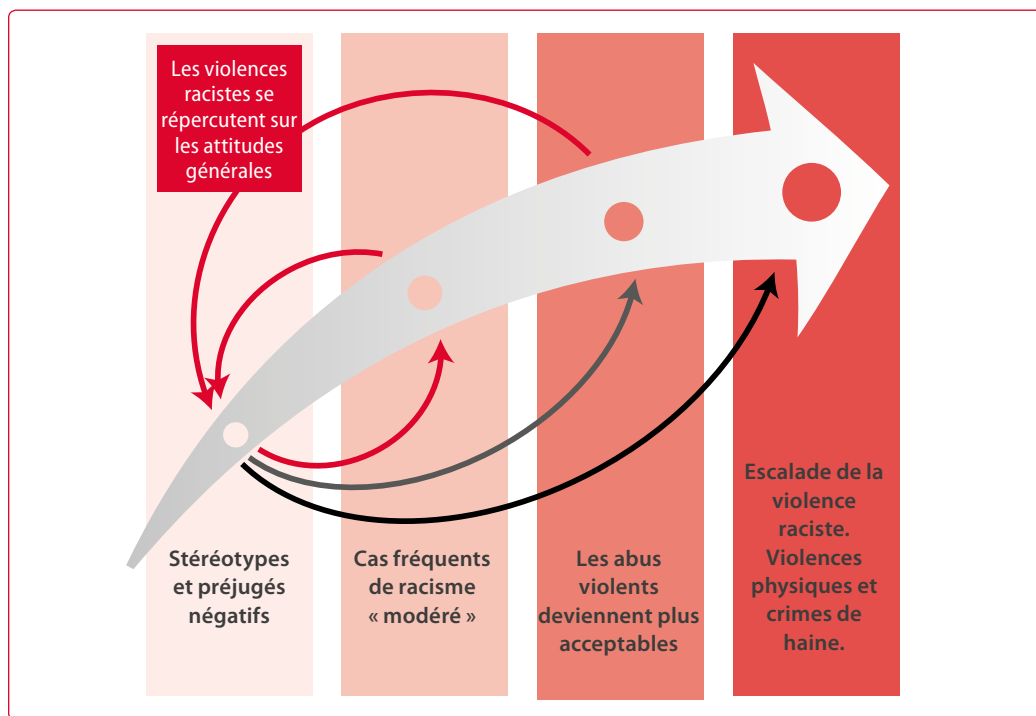 Les violences
racistes se
répercutent sur
les attitudes
générales
Stéréotypes
et préjugés
négatifs
Cas fréquents
de racisme
« modéré »
Les abus
violents
deviennent plus
acceptables
Escalade de la
violence
raciste.
Violences
physiques et
crimes de
haine.